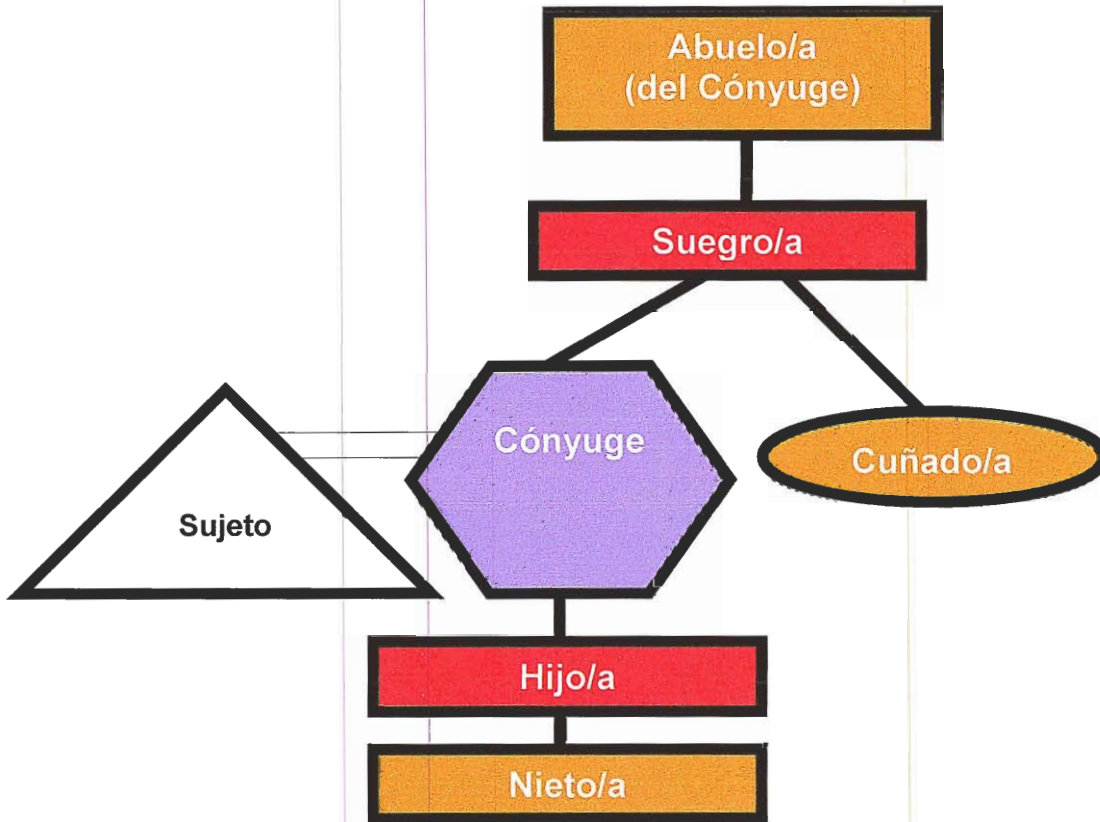 Abuelo/a
(del Cónyuge)
Suegro/a
Cónyuge
Cuñado/a
Sujeto
Hijo/a
Nieto/a